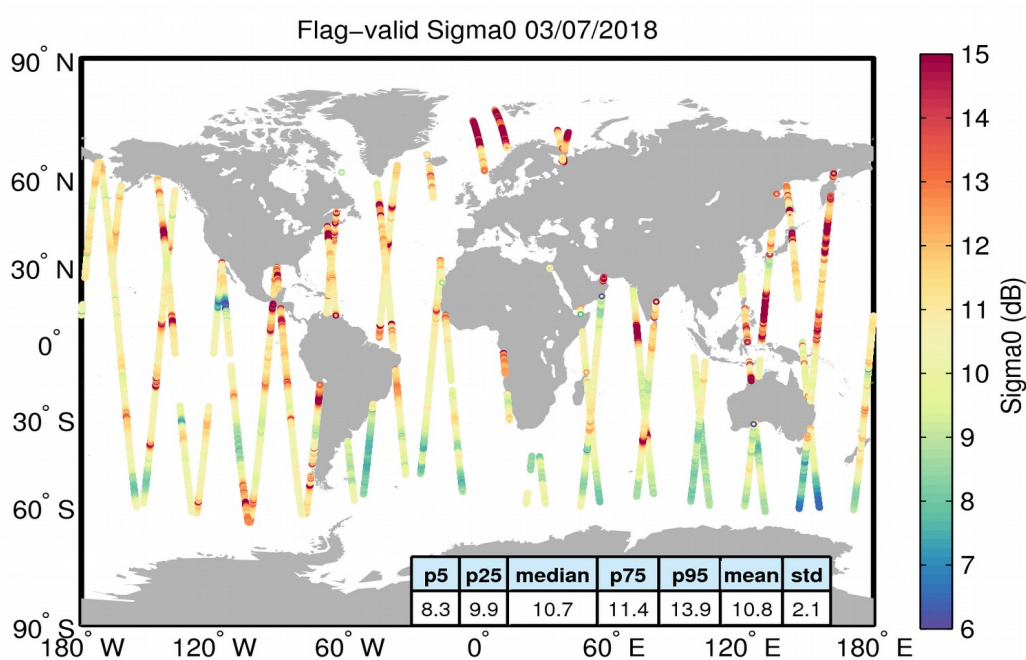 Flag−valid Sigma0 03/07/2018
90° N
60° N
30° N
0°
30° S
60° S
90° S
180° W
120° W
60° W
0°
60° E
120° E
180° E
p5 p25 median p75 p95 mean std
8.3 9.9 10.7 11.4 13.9 10.8 2.1
15
14
13
12
11
10
9
8
7
6
Sigma0 (dB)